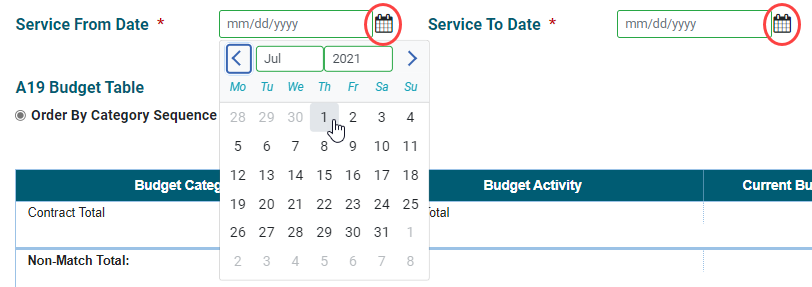 Service From Date * mm/dd/yyyy Service To Date * mm/dd/yyyy
Jul 2021
Mo Tu We Th Fr Sa Su
28 29 30 1 2 3 4
5 6 7 8 9 10 11
12 13 14 15 16 17 18
19 20 21 22 23 24 25
26 27 28 29 30 31 1
2 3 4 5 6 7 8
A19 Budget Table
Order By Category Sequence
Budget Categ Budget Activity Current Bu
Contract Total otal
Non-Match Total: